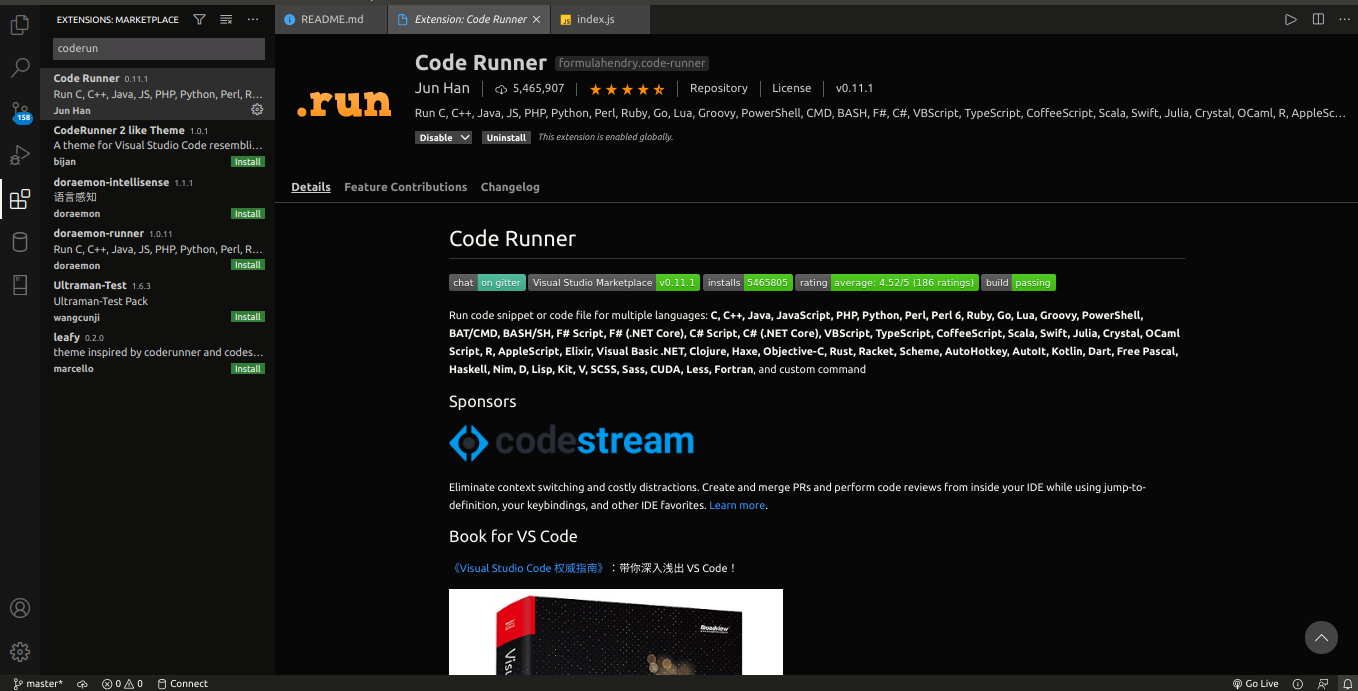 EXTENSIONS: MARKETPLACE
coderun
Code Runner 0.11.1
Run C, C++, Java, JS, PHP, Python, Perl, R...
Jun Han
CodeRunner 2 like Theme 1.0.1
A theme for Visual Studio Code resembli...
bijan
Install
doraemon-intellisense 1.1.1
语言感知
doraemon
Install
doraemon-runner 1.0.11
Run C, C++, Java, JS, PHP, Python, Perl, R...
doraemon
Install
Ultraman-Test 1.6.3
Ultraman-Test Pack
wangcunji
Install
leafy 0.2.0
theme inspired by coderunner and codes...
marcello
Install
158
README.md
Extension: Code Runner
JS index.js
.run
Code Runner formulahendry.code-runner
Jun Han 5,465,907 Repository License v0.11.1
Run C, C++, Java, JS, PHP, Python, Perl, Ruby, Go, Lua, Groovy, PowerShell, CMD, BASH, F#, C#, VBScript, TypeScript, CoffeeScript, Scala, Swift, Julia, Crystal, OCaml, R, AppleSc...
Disable Uninstall This extension is enabled globally.
Details Feature Contributions Changelog
Code Runner
chat on gitter Visual Studio Marketplace v0.11.1 installs 5465805 rating average: 4.52/5 (186 ratings) build passing
Run code snippet or code file for multiple languages: C, C++, Java, JavaScript, PHP, Python, Perl, Perl 6, Ruby, Go, Lua, Groovy, PowerShell,
BAT/CMD, BASH/SH, F# Script, F# (.NET Core), C# Script, C# (.NET Core), VBScript, TypeScript, CoffeeScript, Scala, Swift, Julia, Crystal, OCaml
Script, R, AppleScript, Elixir, Visual Basic .NET, Clojure, Haxe, Objective-C, Rust, Racket, Scheme, AutoHotkey, AutoIt, Kotlin, Dart, Free Pascal,
Haskell, Nim, D, Lisp, Kit, V, SCSS, Sass, CUDA, Less, Fortran, and custom command
Sponsors
codestream
Eliminate context switching and costly distractions. Create and merge PRs and perform code reviews from inside your IDE while using jump-to-
definition, your keybindings, and other IDE favorites. Learn more.
Book for VS Code
《Visual Studio Code 权威指南》：带你深入浅出 VS Code！
Broadview
Visu
master* 0 0 Connect
Go Live